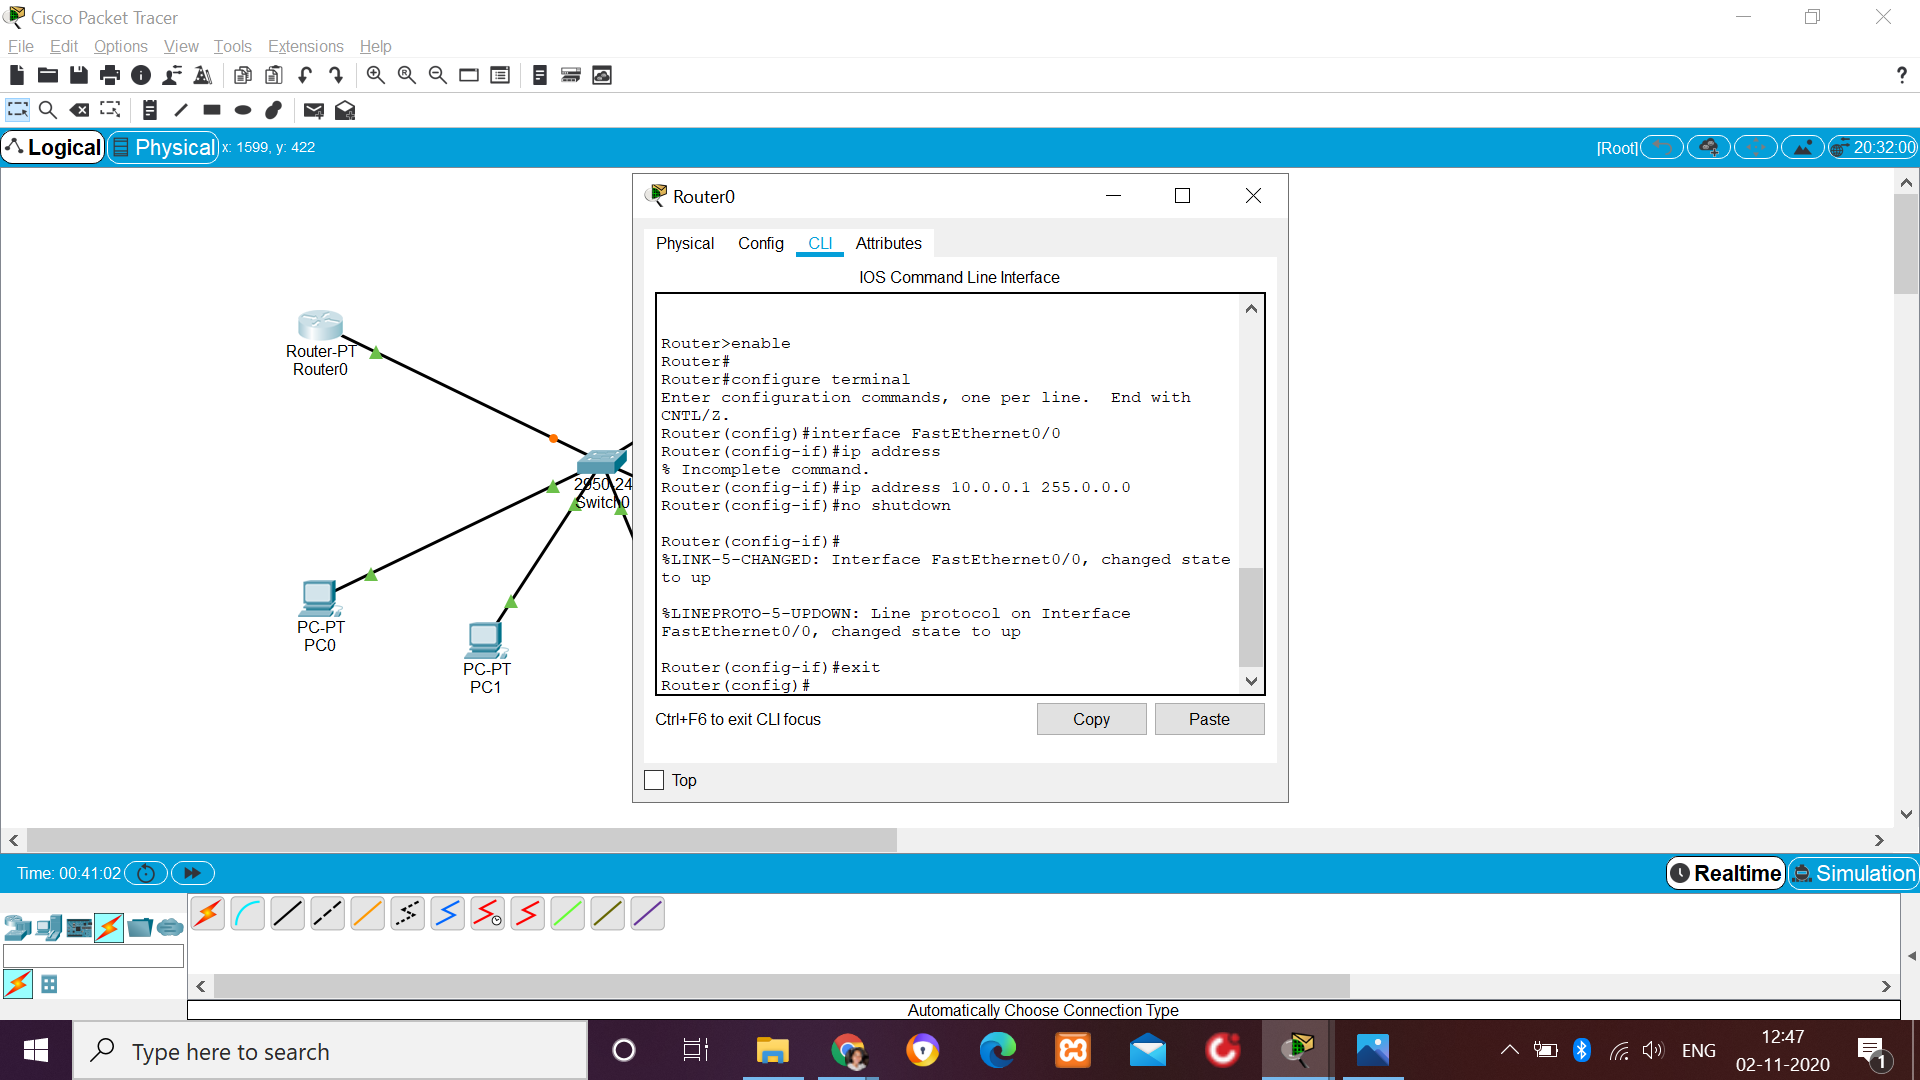 Cisco Packet Tracer
File Edit Options View Tools Extensions Help
?
Logical Physical x: 1599, y: 422 [Root] 20:32:00
Router0
Physical Config CLI Attributes
IOS Command Line Interface
Router>enable
Router#
Router#configure terminal
Enter configuration commands, one per line. End with
CNTL/Z.
Router(config)#interface FastEthernet0/0
Router(config-if)#ip address
% Incomplete command.
Router(config-if)#ip address 10.0.0.1 255.0.0.0
Router(config-if)#no shutdown
Router(config-if)#
%LINK-5-CHANGED: Interface FastEthernet0/0, changed state
to up
%LINEPROTO-5-UPDOWN: Line protocol on Interface
FastEthernet0/0, changed state to up
Router(config-if)#exit
Router(config)#
Ctrl+F6 to exit CLI focus
Copy Paste
Top
Router-PT
Router0
2950-24
Switch0
PC-PT
PC0
PC-PT
PC1
Time: 00:41:02 Realtime Simulation
Automatically Choose Connection Type
Type here to search
ENG
12:47
02-11-2020
1